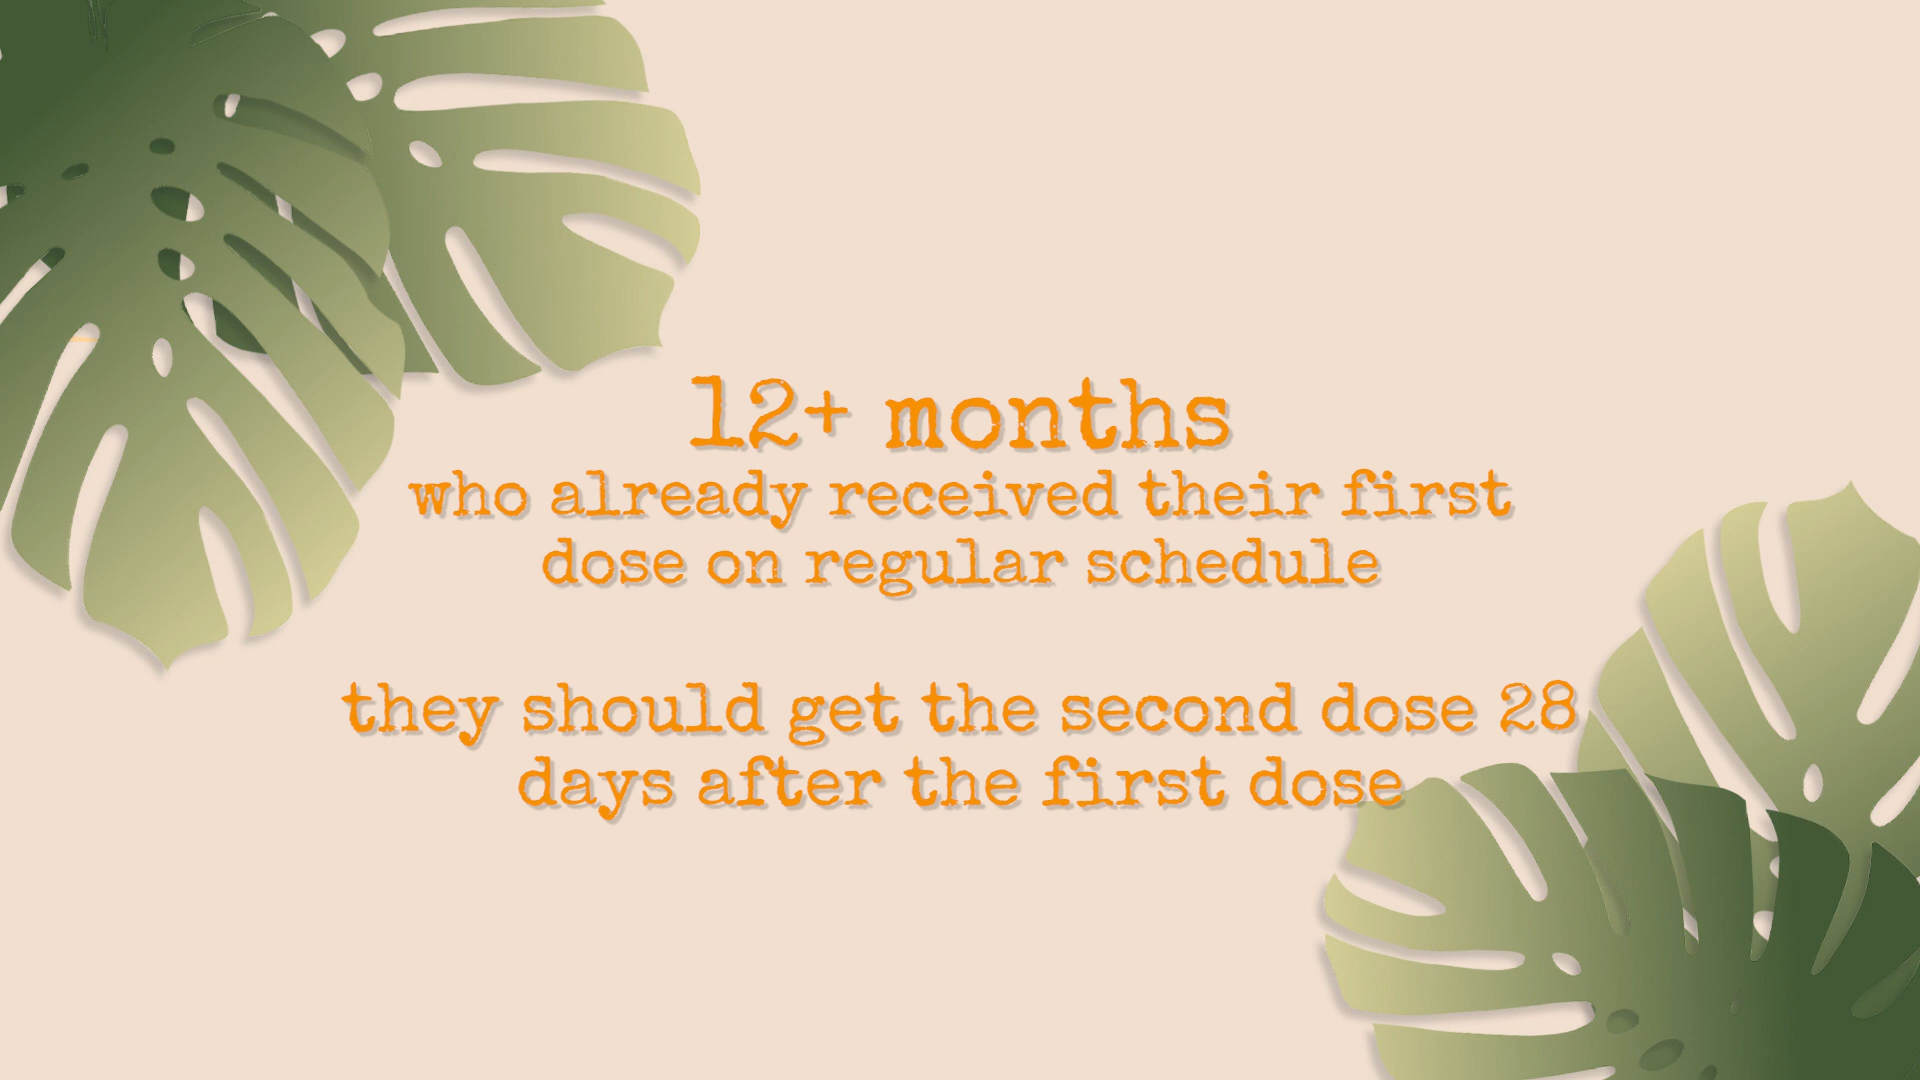 12+ months
who already received their first
dose on regular schedule
they should get the second dose 28
days after the first dose